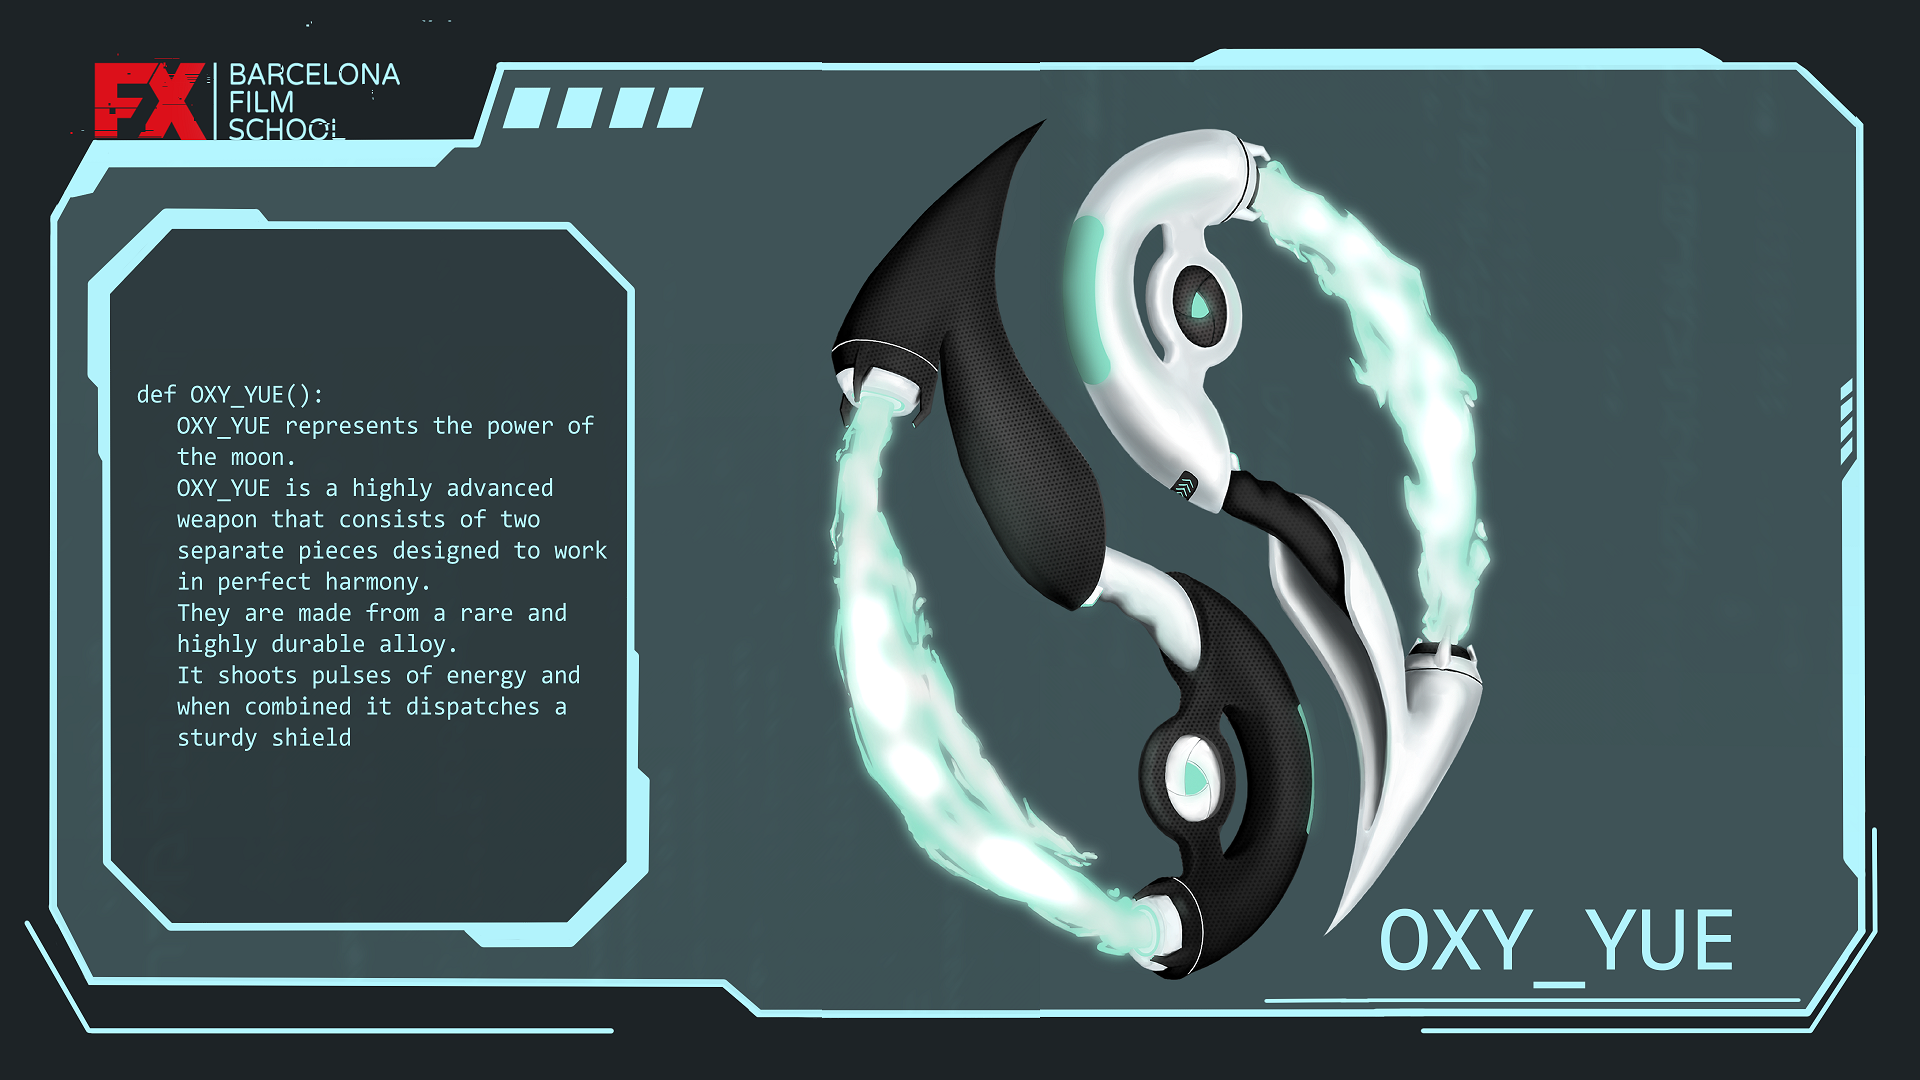 FX
BARCELONA
FILM
SCHOOL
def OXY_YUE():
OXY_YUE represents the power of
the moon.
OXY_YUE is a highly advanced
weapon that consists of two
separate pieces designed to work
in perfect harmony.
They are made from a rare and
highly durable alloy.
It shoots pulses of energy and
when combined it dispatches a
sturdy shield
OXY_YUE